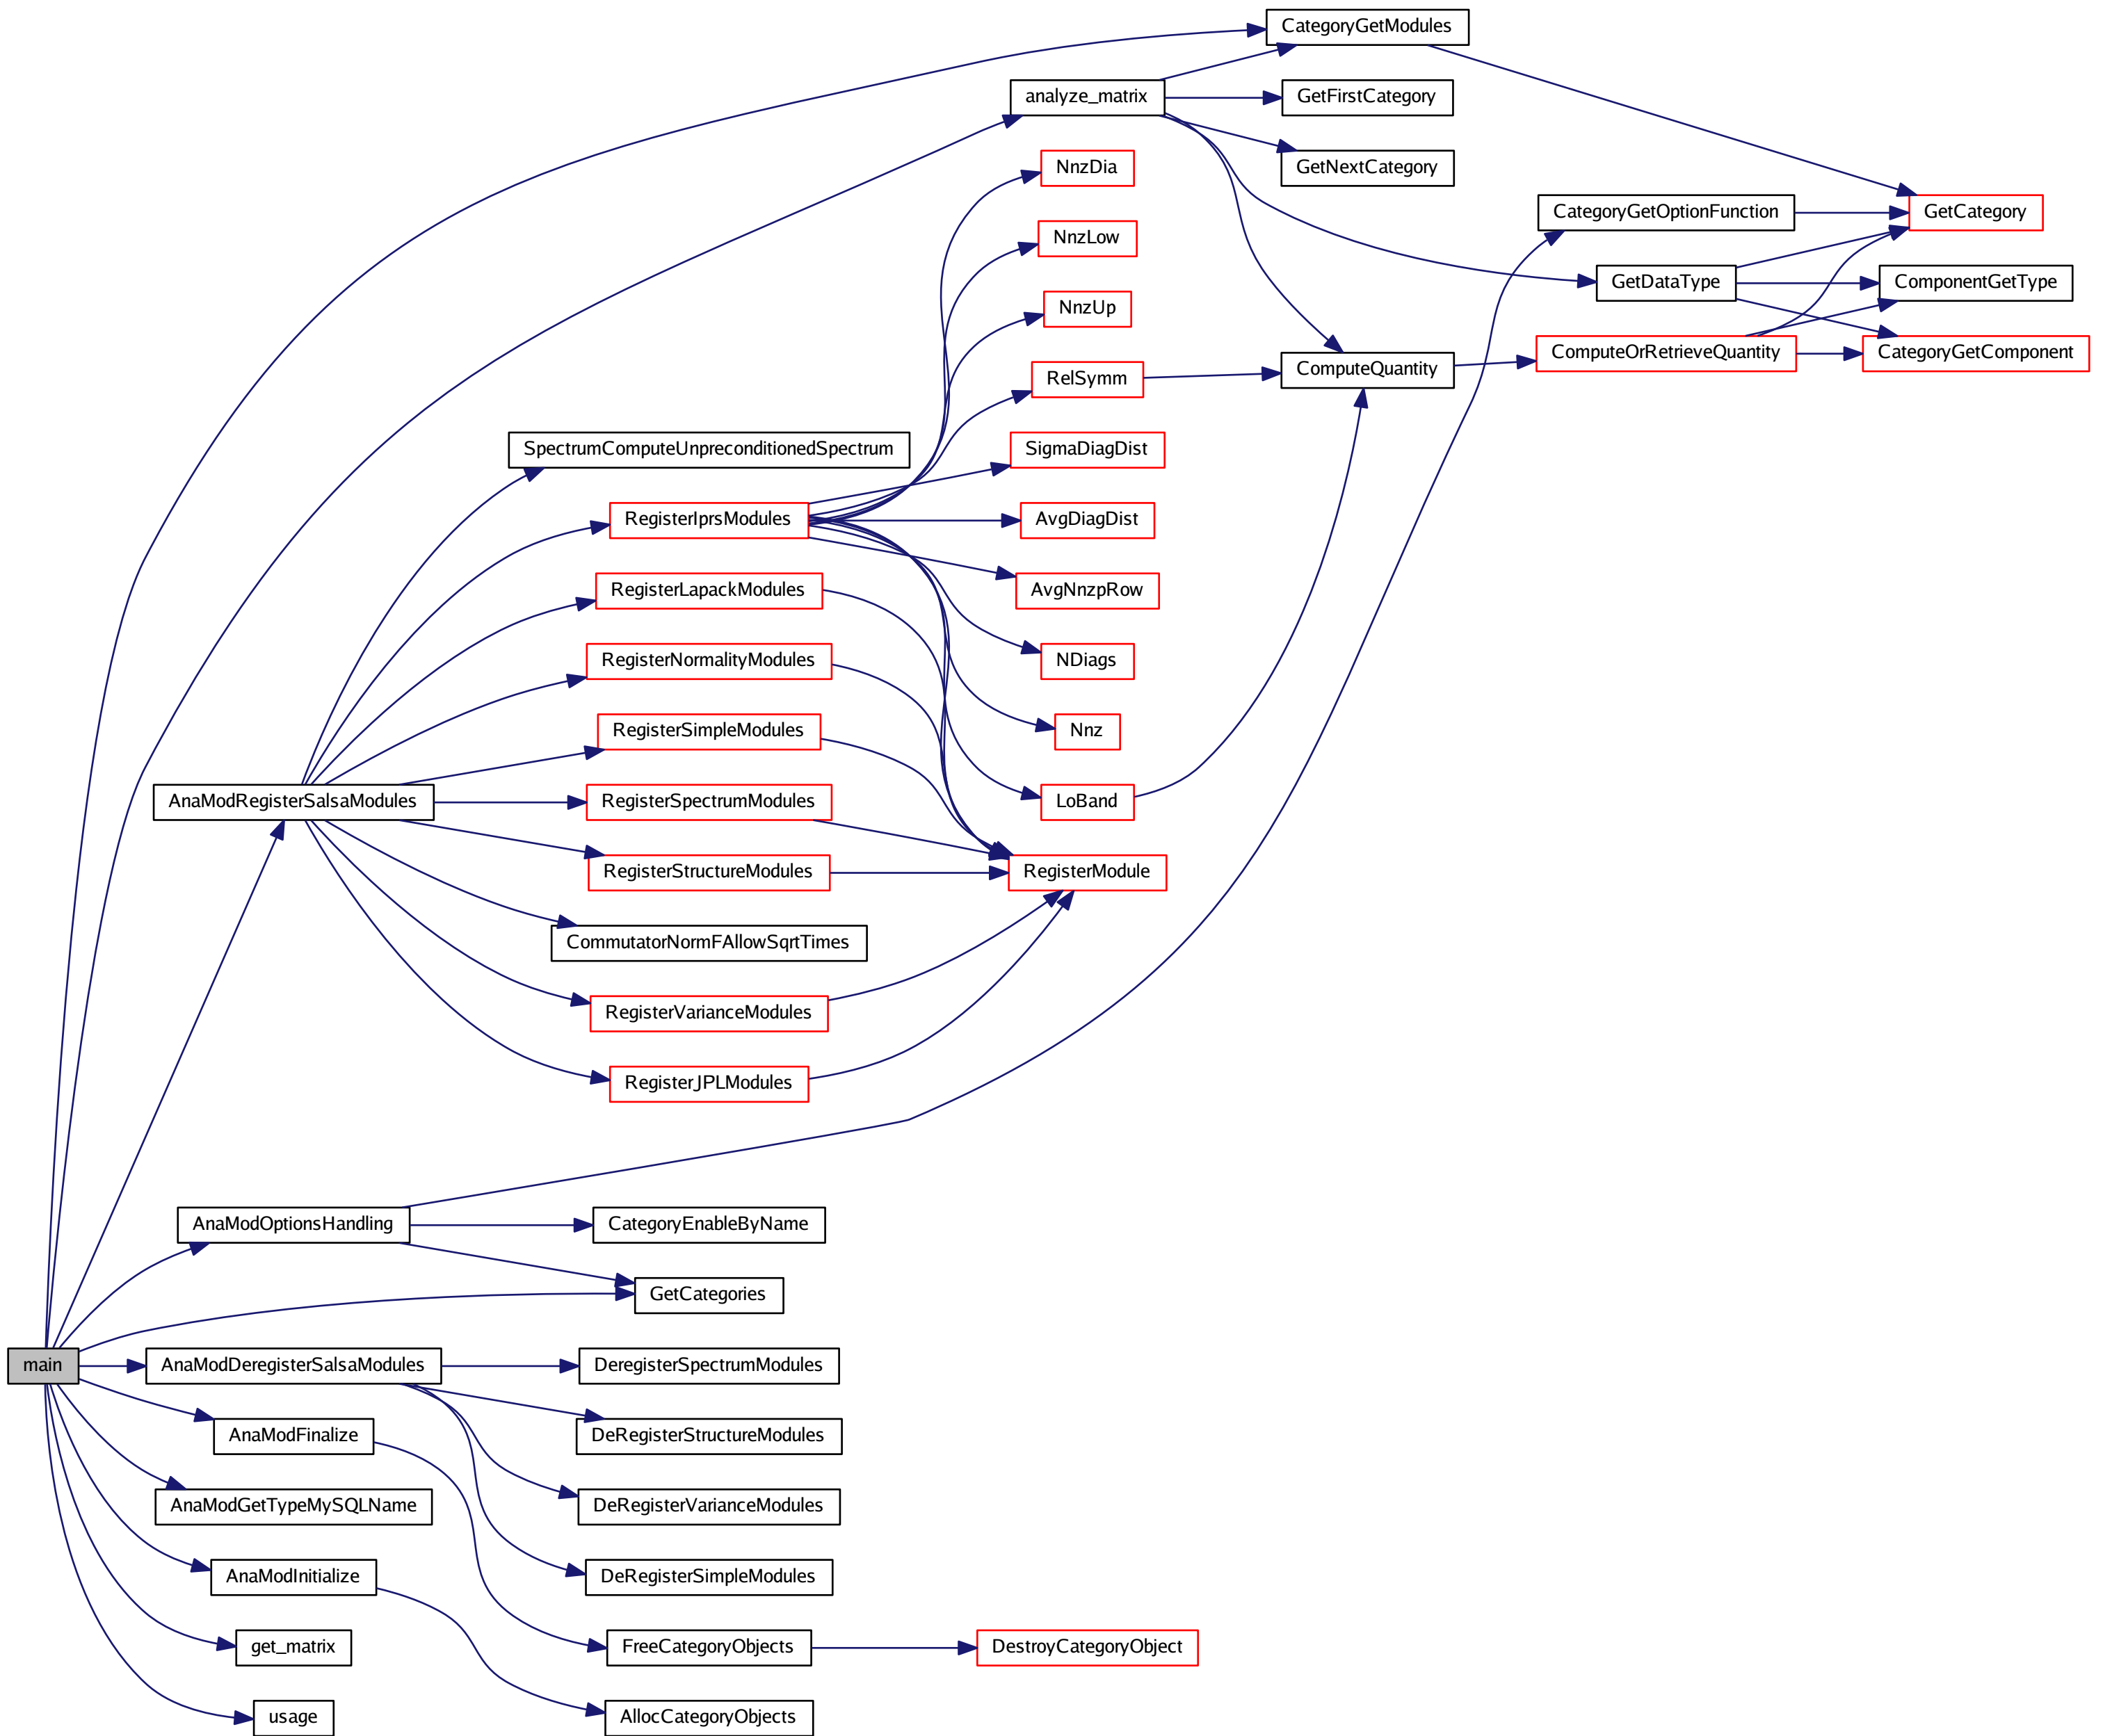 CategoryGetModules
analyze_matrix
GetFirstCategory
GetNextCategory
NnzDia
NnzLow
CategoryGetOptionFunction
GetCategory
NnzUp
GetDataType
ComponentGetType
RelSymm
ComputeQuantity
ComputeOrRetrieveQuantity
CategoryGetComponent
SpectrumComputeUnpreconditionedSpectrum
SigmaDiagDist
RegisterIprsModules
AvgDiagDist
RegisterLapackModules
AvgNnzpRow
RegisterNormalityModules
NDiags
RegisterSimpleModules
Nnz
AnaModRegisterSalsaModules
RegisterSpectrumModules
LoBand
RegisterStructureModules
RegisterModule
CommutatorNormFAllowSqrtTimes
RegisterVarianceModules
RegisterJPLModules
AnaModOptionsHandling
CategoryEnableByName
GetCategories
main
AnaModDeregisterSalsaModules
DeregisterSpectrumModules
AnaModFinalize
DeRegisterStructureModules
AnaModGetTypeMySQLName
DeRegisterVarianceModules
AnaModInitialize
DeRegisterSimpleModules
get_matrix
FreeCategoryObjects
DestroyCategoryObject
usage
AllocCategoryObjects